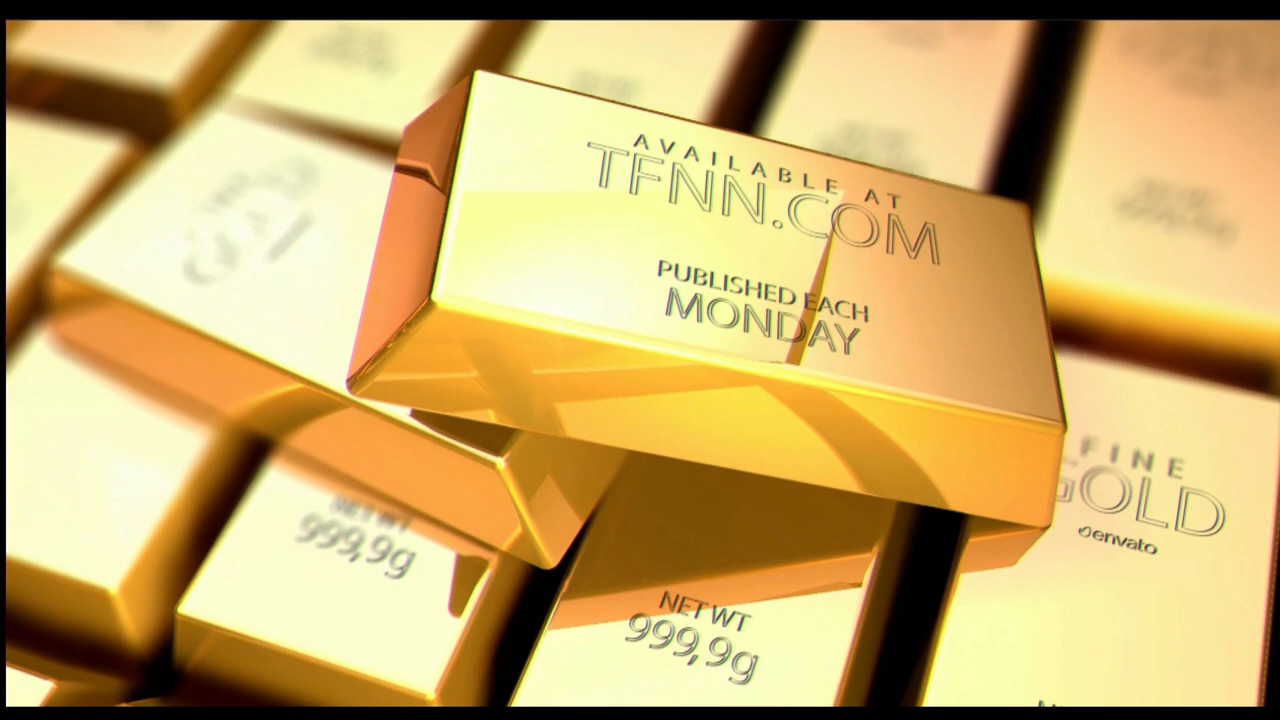 AVAILABLE AT
TFNN.COM
PUBLISHED EACH
MONDAY
FINE
GOLD
envato
NET WT
999,9g
NET WT
999,9g